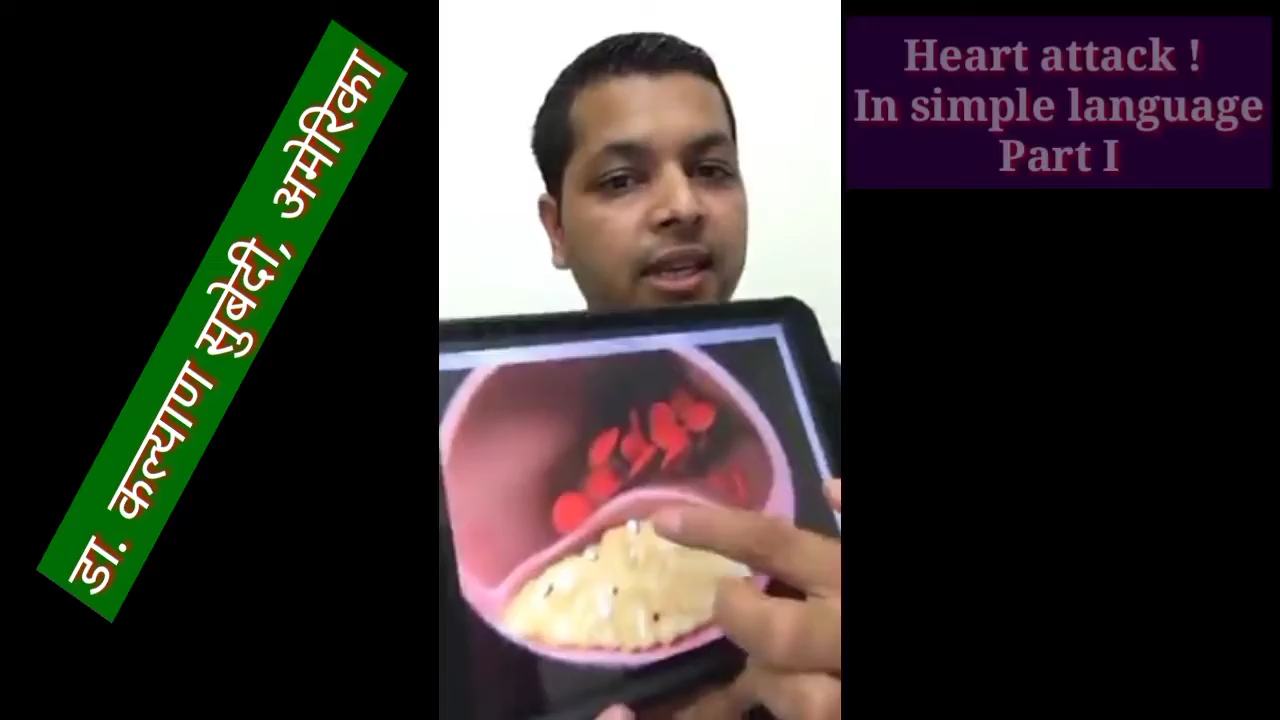 डा. कल्याण सुबेदी, अमेरिका
Heart attack !
In simple language
Part I